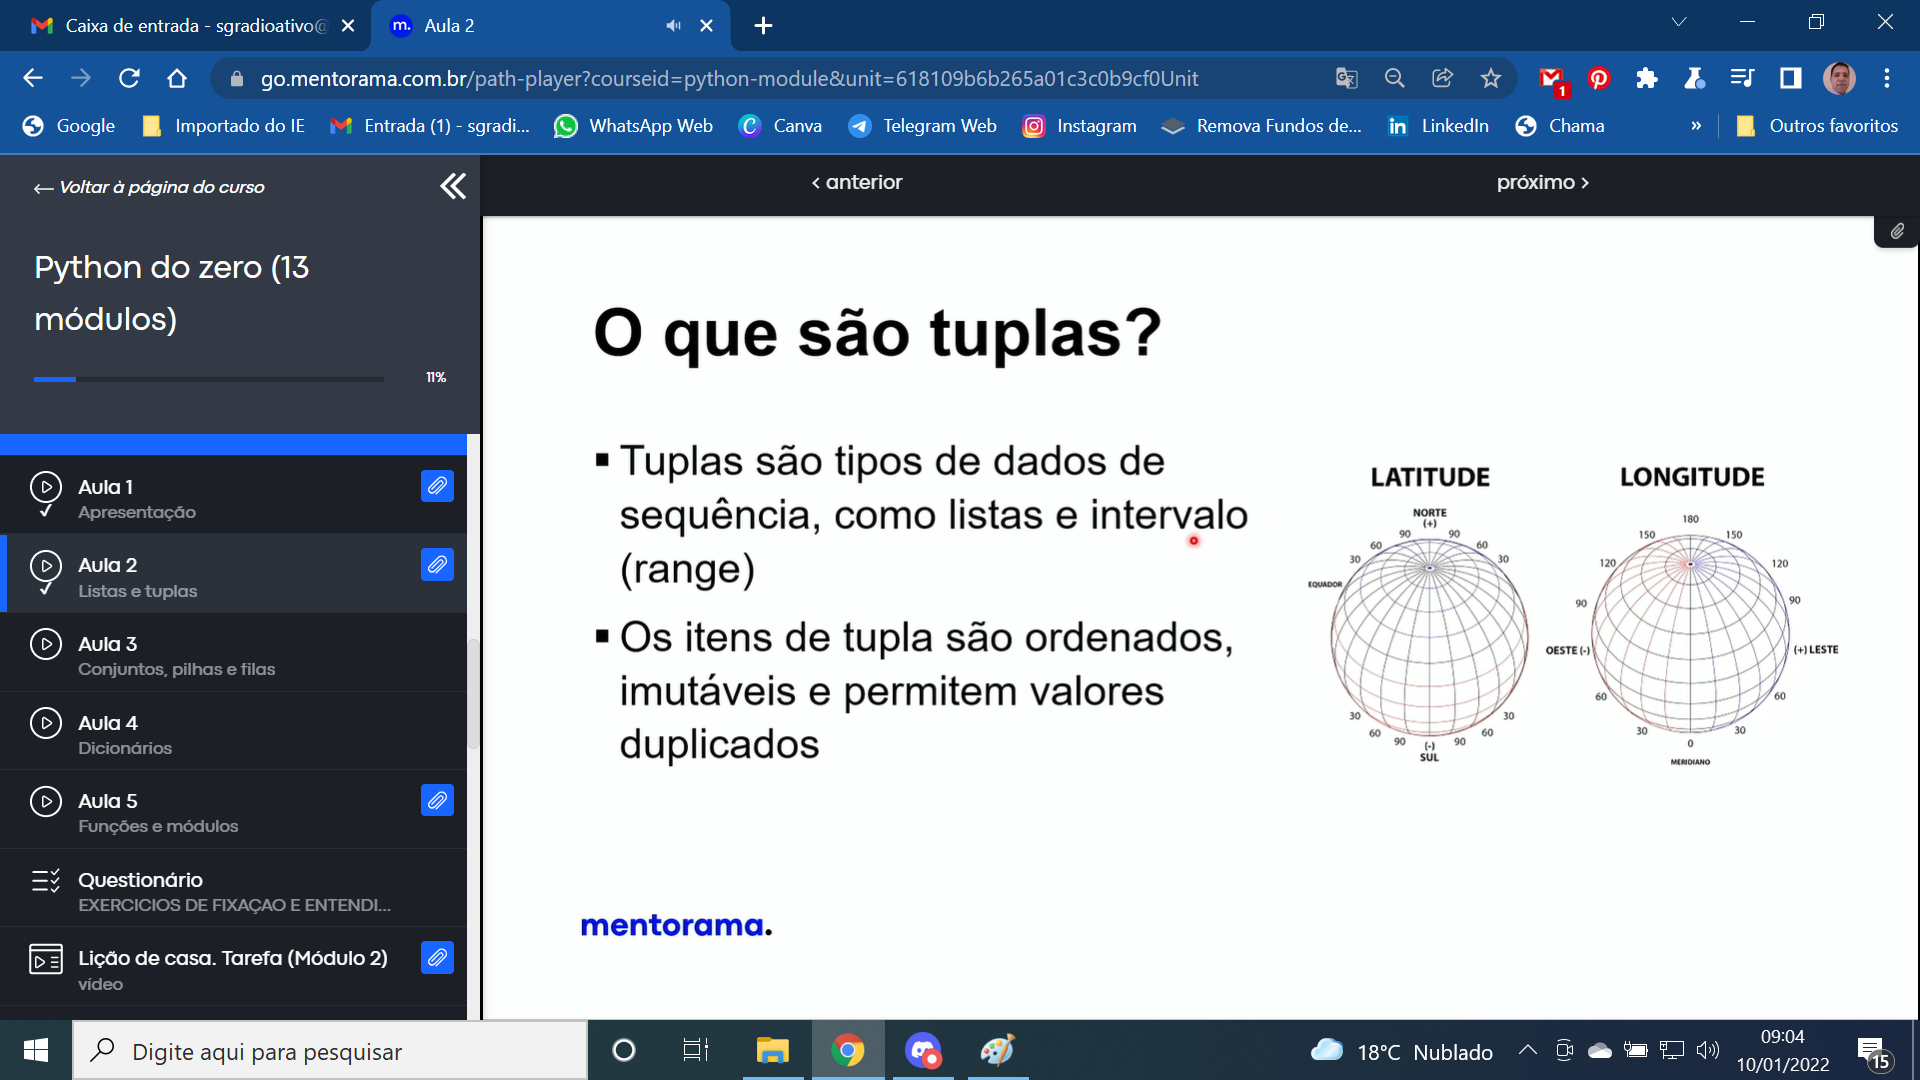 Caixa de entrada - sgradioativo@
Aula 2
go.mentorama.com.br/path-player?courseid=python-module&unit=618109b6b265a01c3c0b9cf0Unit
1
Google
Importado do IE
Entrada (1) - sgradi...
WhatsApp Web
Canva
Telegram Web
Instagram
Remova Fundos de...
LinkedIn
Chama
»
Outros favoritos
← Voltar à página do curso
‹ anterior
próximo ›
Python do zero (13
módulos)
11%
Aula 1
Apresentação
Aula 2
Listas e tuplas
Aula 3
Conjuntos, pilhas e filas
Aula 4
Dicionários
Aula 5
Funções e módulos
Questionário
EXERCICIOS DE FIXAÇAO E ENTENDI...
Lição de casa. Tarefa (Módulo 2)
vídeo
O que são tuplas?
▪ Tuplas são tipos de dados de
sequência, como listas e intervalo
(range)
▪ Os itens de tupla são ordenados,
imutáveis e permitem valores
duplicados
LATITUDE
NORTE
(+)
90 90
60 60
30 30
EQUADOR
30 30
60 60
90 90
(-)
SUL
LONGITUDE
180
150 150
120 120
90 90
OESTE (-)
(+) LESTE
60 60
30 30
0
MERIDIANO
mentorama.
Digite aqui para pesquisar
18°C Nublado
09:04
10/01/2022
15